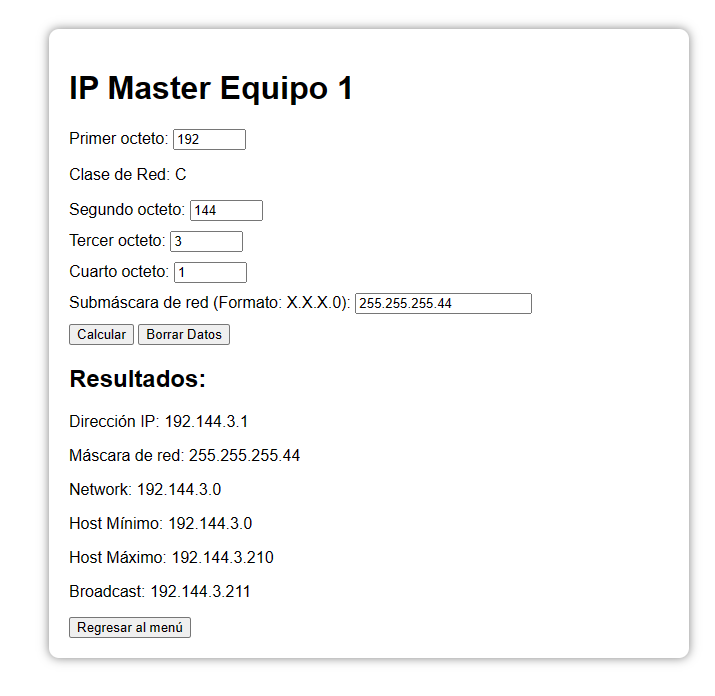 IP Master Equipo 1
Primer octeto: 192
Clase de Red: C
Segundo octeto: 144
Tercer octeto: 3
Cuarto octeto: 1
Submáscara de red (Formato: X.X.X.0): 255.255.255.44
Calcular Borrar Datos
Resultados:
Dirección IP: 192.144.3.1
Máscara de red: 255.255.255.44
Network: 192.144.3.0
Host Mínimo: 192.144.3.0
Host Máximo: 192.144.3.210
Broadcast: 192.144.3.211
Regresar al menú